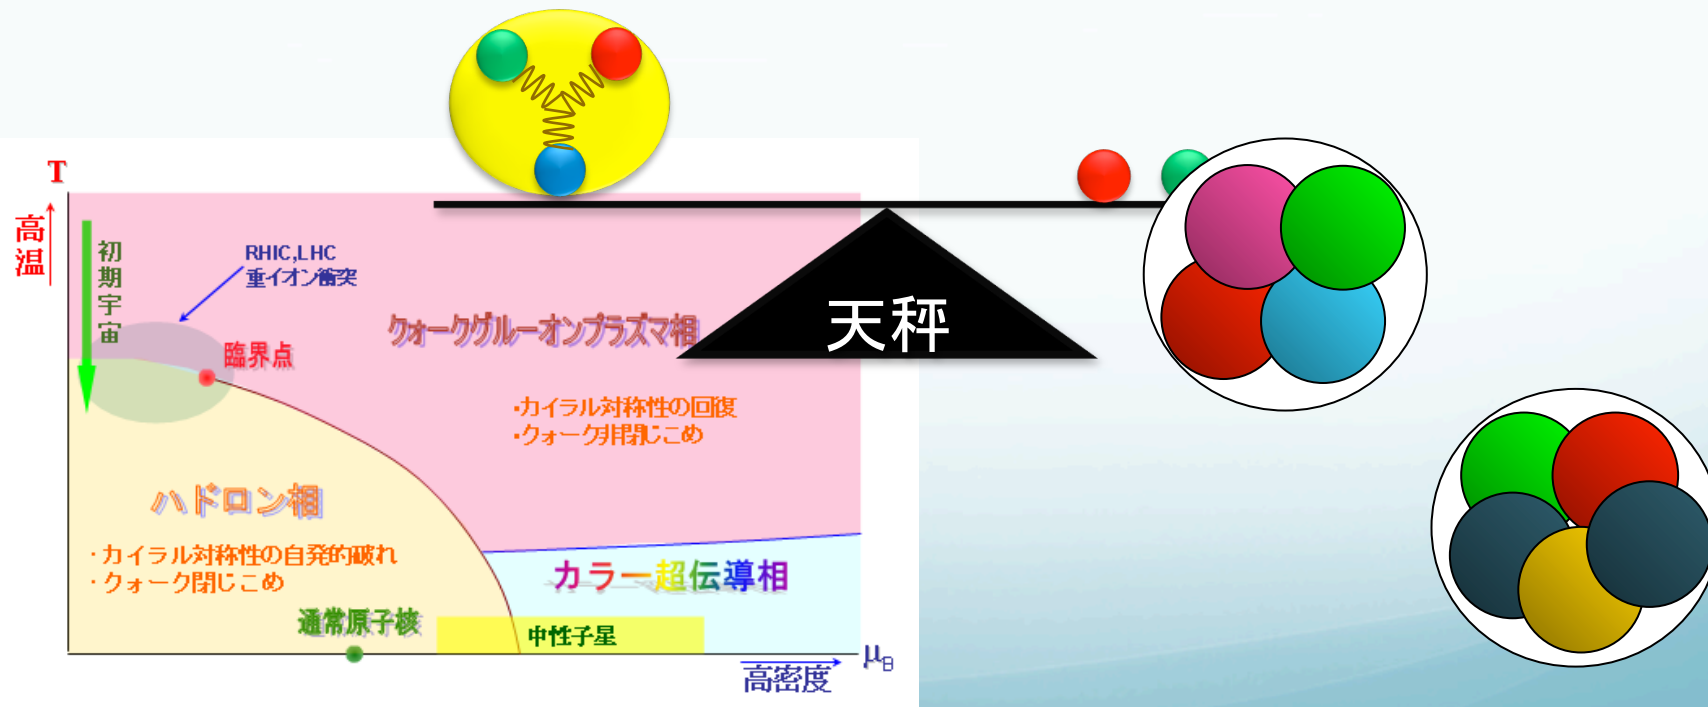 T
高温
初期宇宙
RHIC,LHC
重イオン衝突
臨界点
クォークグルーオンプラズマ相
天秤
・カイラル対称性の回復
・クォーク非閉じこめ
ハドロン相
・カイラル対称性の自発的破れ
・クォーク閉じこめ
カラー超伝導相
通常原子核
中性子星
μB
高密度